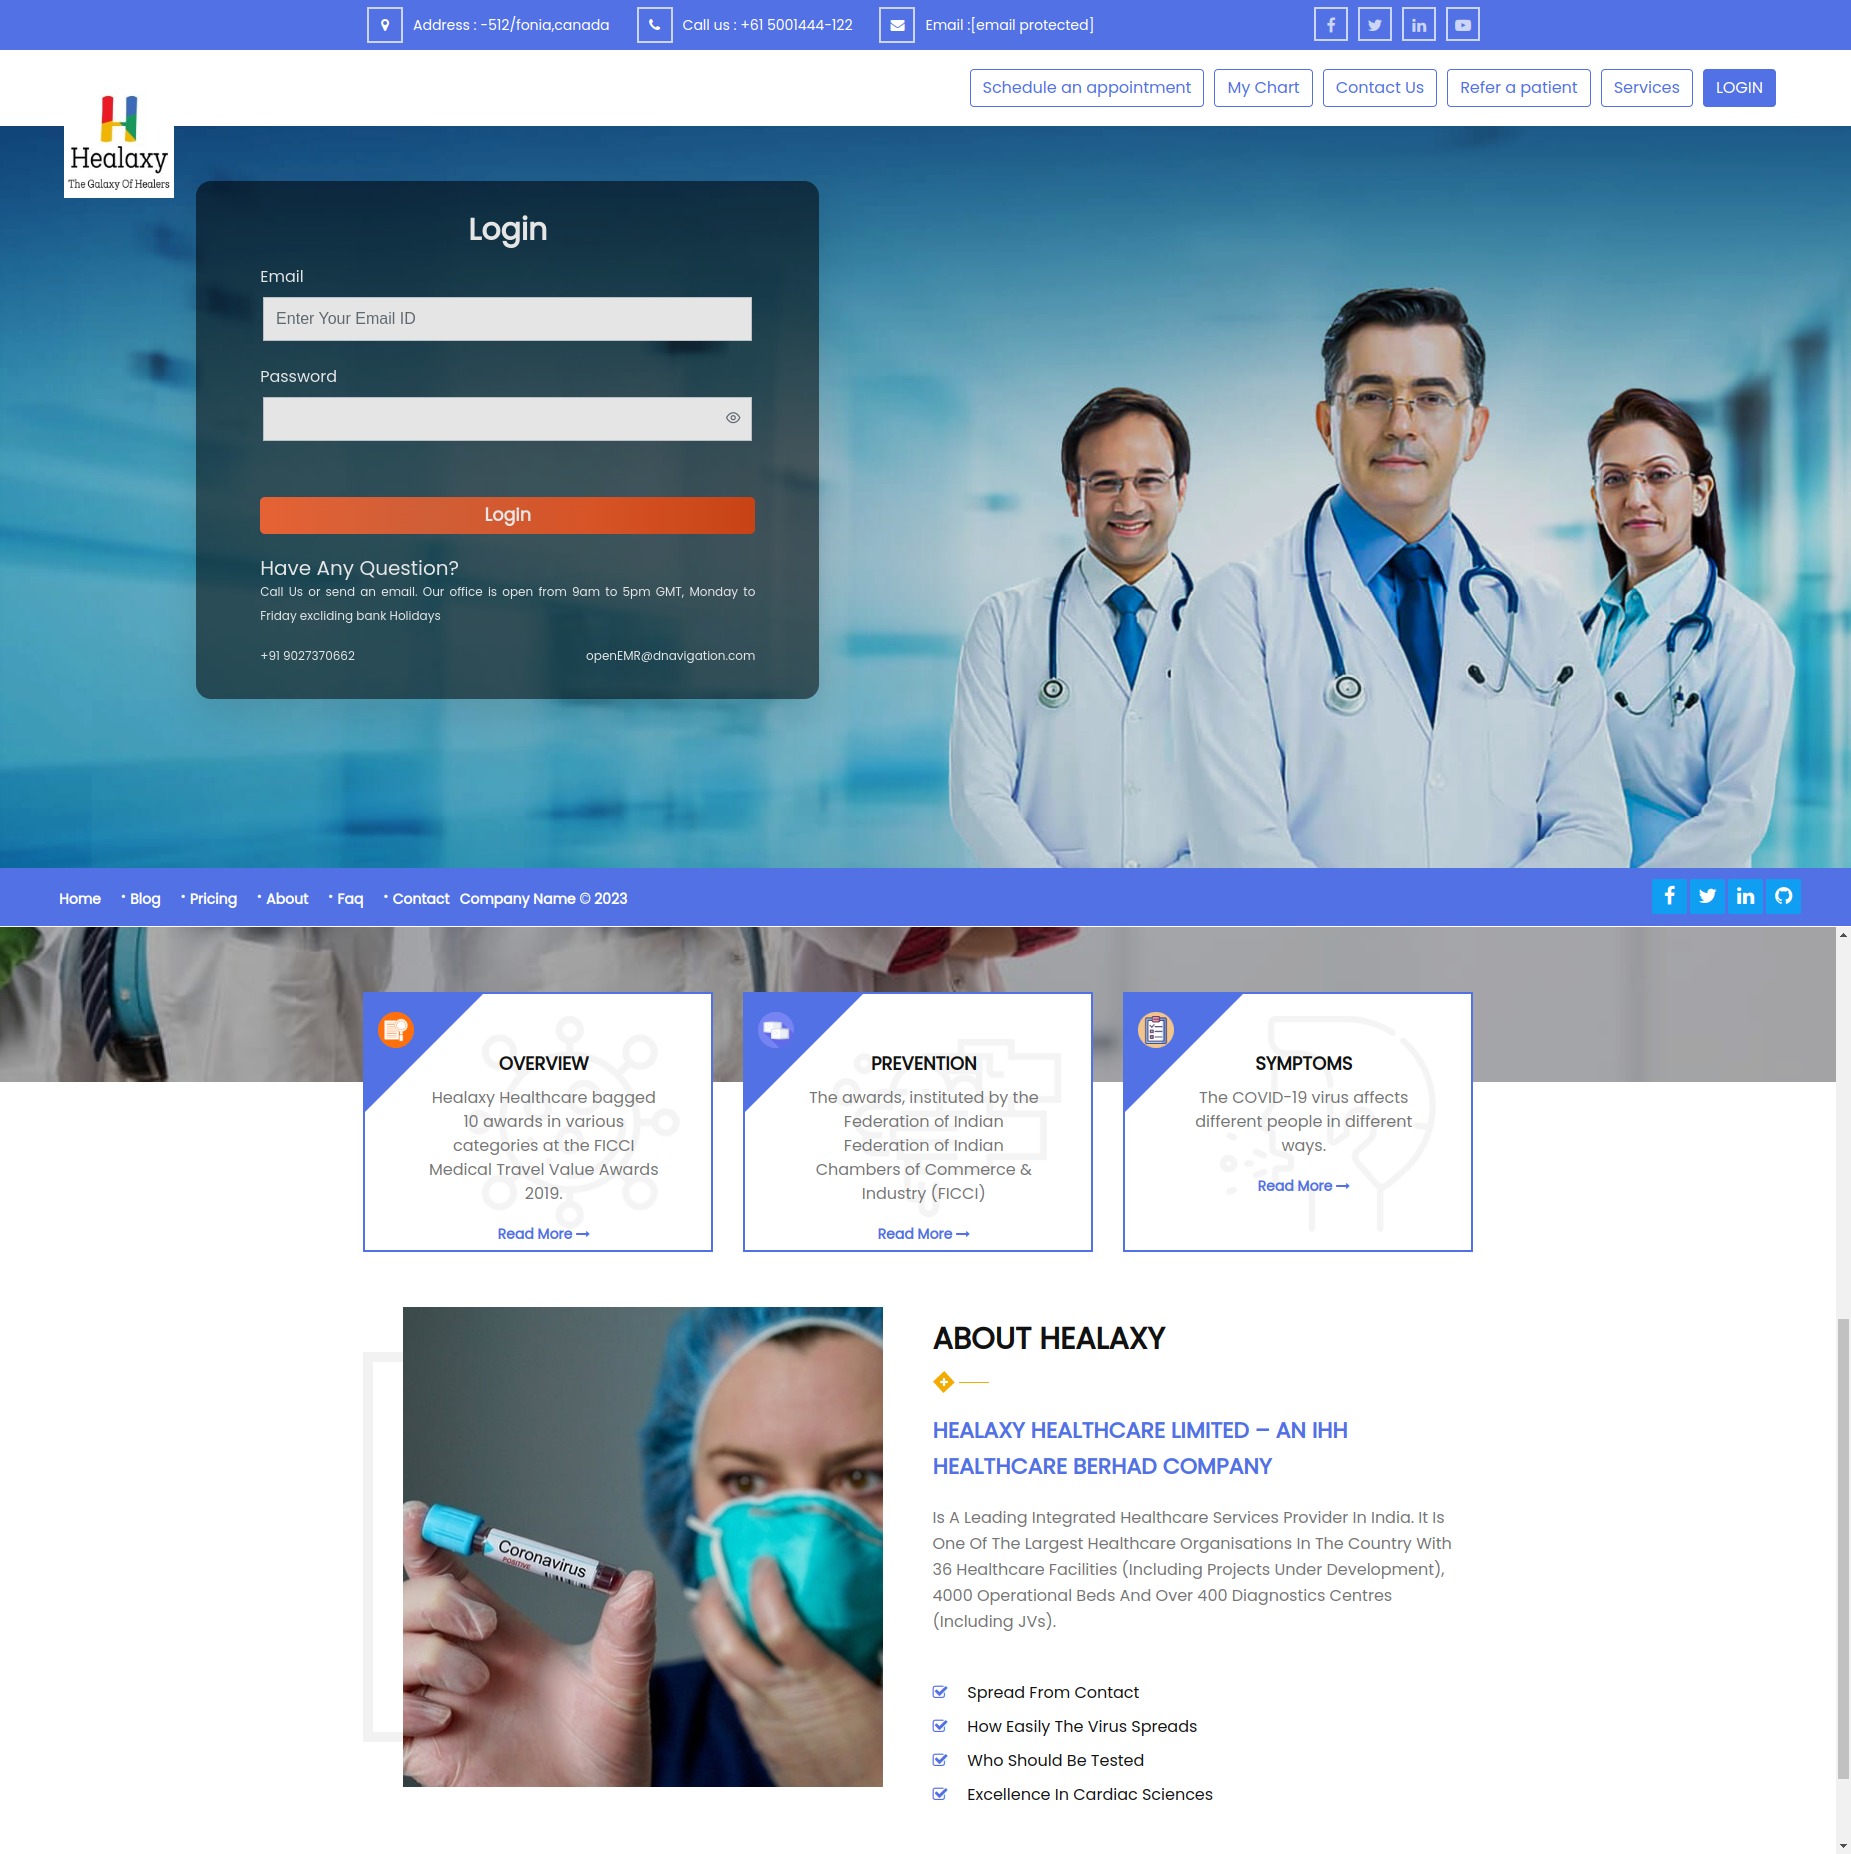 Address : -512/fonia,canada
Call us : +61 5001444-122
Email :[email protected]
Schedule an appointment
My Chart
Contact Us
Refer a patient
Services
LOGIN
H
Healaxy
The Galaxy Of Healers
Login
Email
Enter Your Email ID
Password
LogIn
Have Any Question?
Call Us or send an email. Our office is open from 9am to 5pm GMT, Monday to
Friday excliding bank Holidays
+91 9027370662
openEMR@dnavigation.com
Home · Blog · Pricing · About · Faq · Contact Company Name © 2023
OVERVIEW
Healaxy Healthcare bagged
10 awards in various
categories at the FICCI
Medical Travel Value Awards
2019.
Read More
PREVENTION
The awards, instituted by the
Federation of Indian
Federation of Indian
Chambers of Commerce &
Industry (FICCI)
Read More
SYMPTOMS
The COVID-19 virus affects
different people in different
ways.
Read More
Coronavirus
POSITIVE
ABOUT HEALAXY
HEALAXY HEALTHCARE LIMITED – AN IHH
HEALTHCARE BERHAD COMPANY
Is A Leading Integrated Healthcare Services Provider In India. It Is
One Of The Largest Healthcare Organisations In The Country With
36 Healthcare Facilities (Including Projects Under Development),
4000 Operational Beds And Over 400 Diagnostics Centres
(Including JVs).
Spread From Contact
How Easily The Virus Spreads
Who Should Be Tested
Excellence In Cardiac Sciences